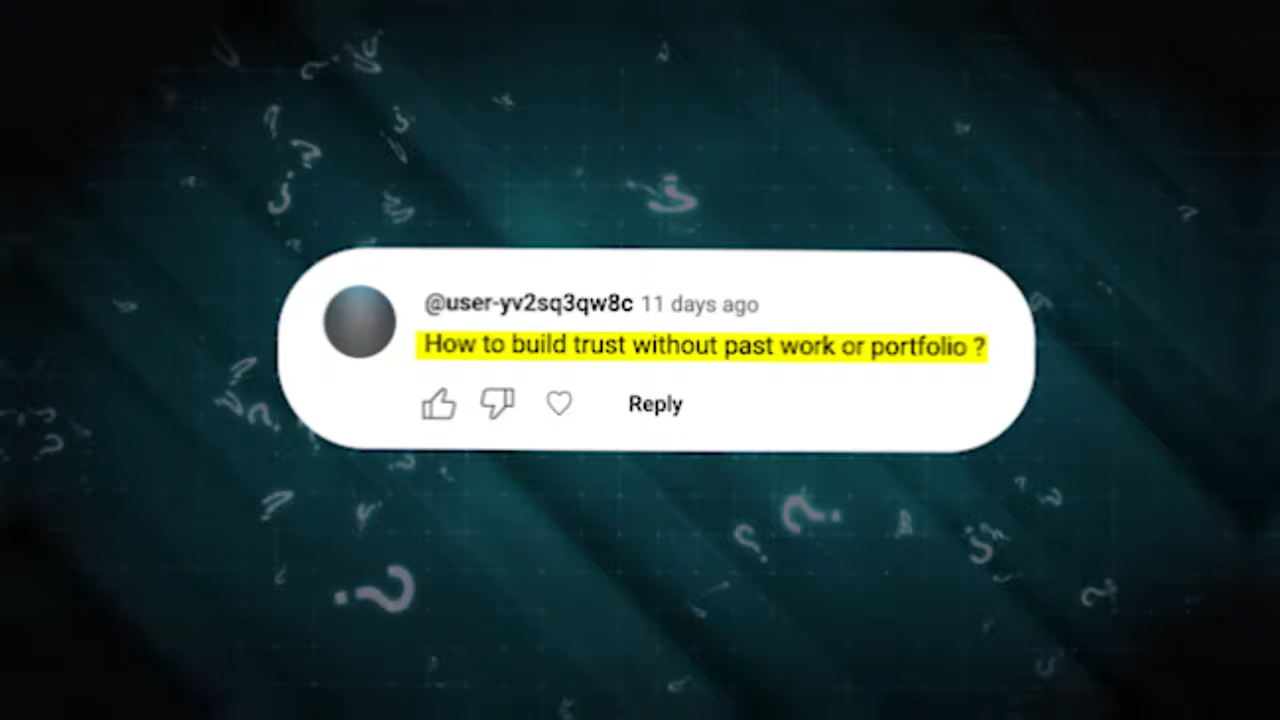 @user-yv2sq3qw8c 11 days ago
How to build trust without past work or portfolio ?
Reply